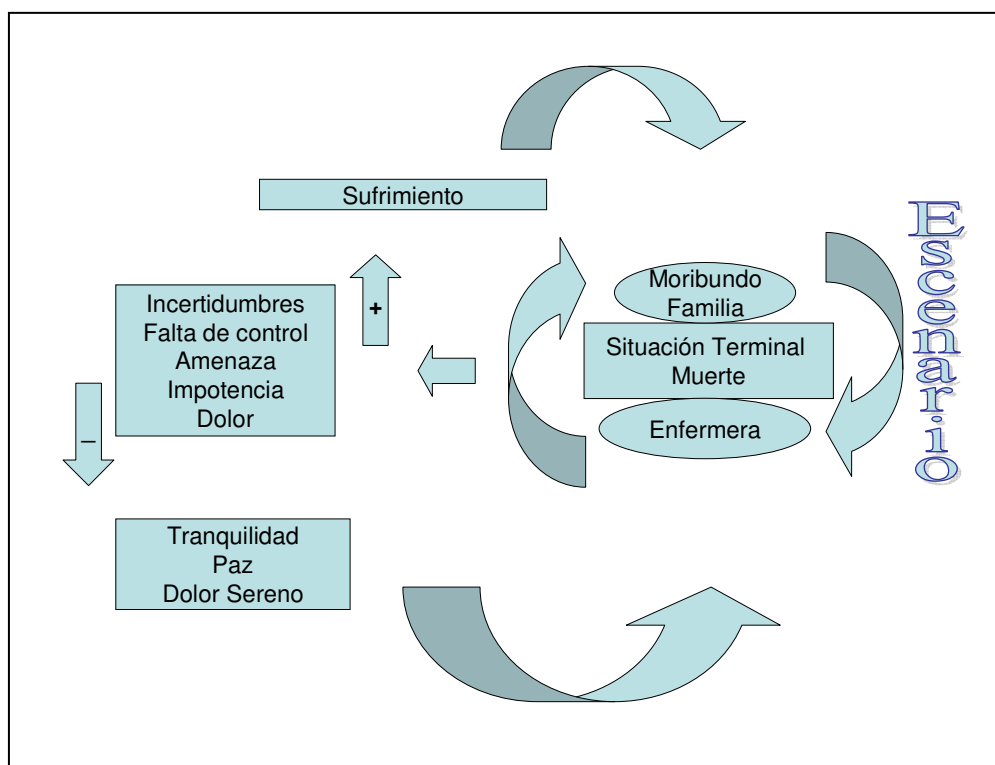 Sufrimiento
+
Incertidumbres
Falta de control
Amenaza
Impotencia
Dolor
–
Tranquilidad
Paz
Dolor Sereno
Moribundo
Familia
Situación Terminal
Muerte
Enfermera
Escenario